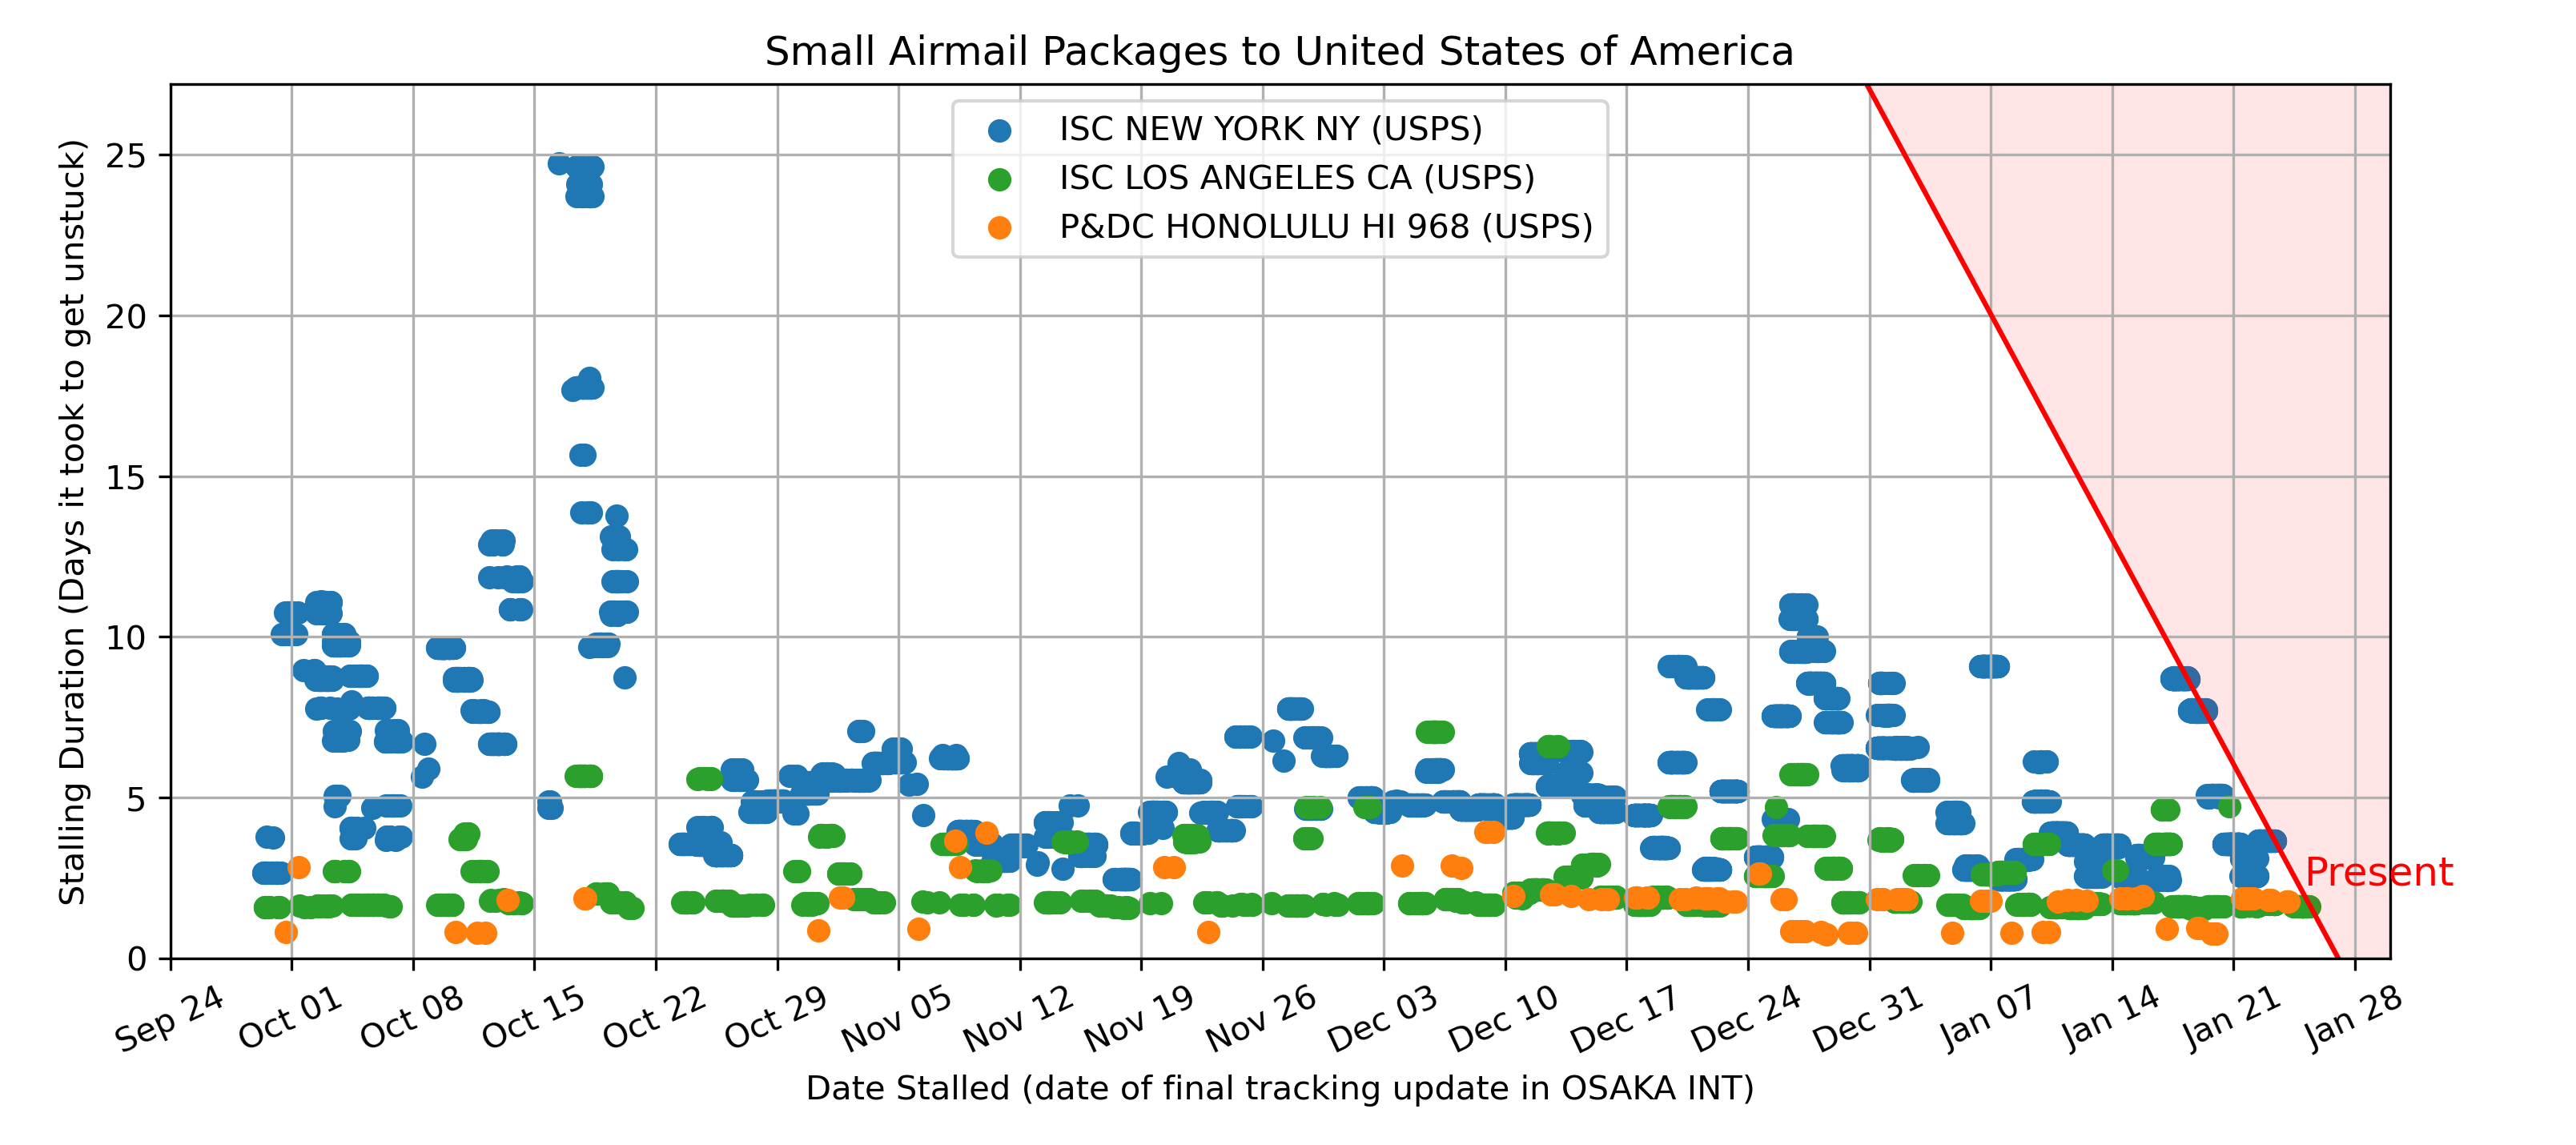 Small Airmail Packages to United States of America
ISC NEW YORK NY (USPS)
ISC LOS ANGELES CA (USPS)
P&DC HONOLULU HI 968 (USPS)
Stalling Duration (Days it took to get unstuck)
25
20
15
10
5
0
Present
Sep 24 Oct 01 Oct 08 Oct 15 Oct 22 Oct 29 Nov 05 Nov 12 Nov 19 Nov 26 Dec 03 Dec 10 Dec 17 Dec 24 Dec 31 Jan 07 Jan 14 Jan 21 Jan 28
Date Stalled (date of final tracking update in OSAKA INT)